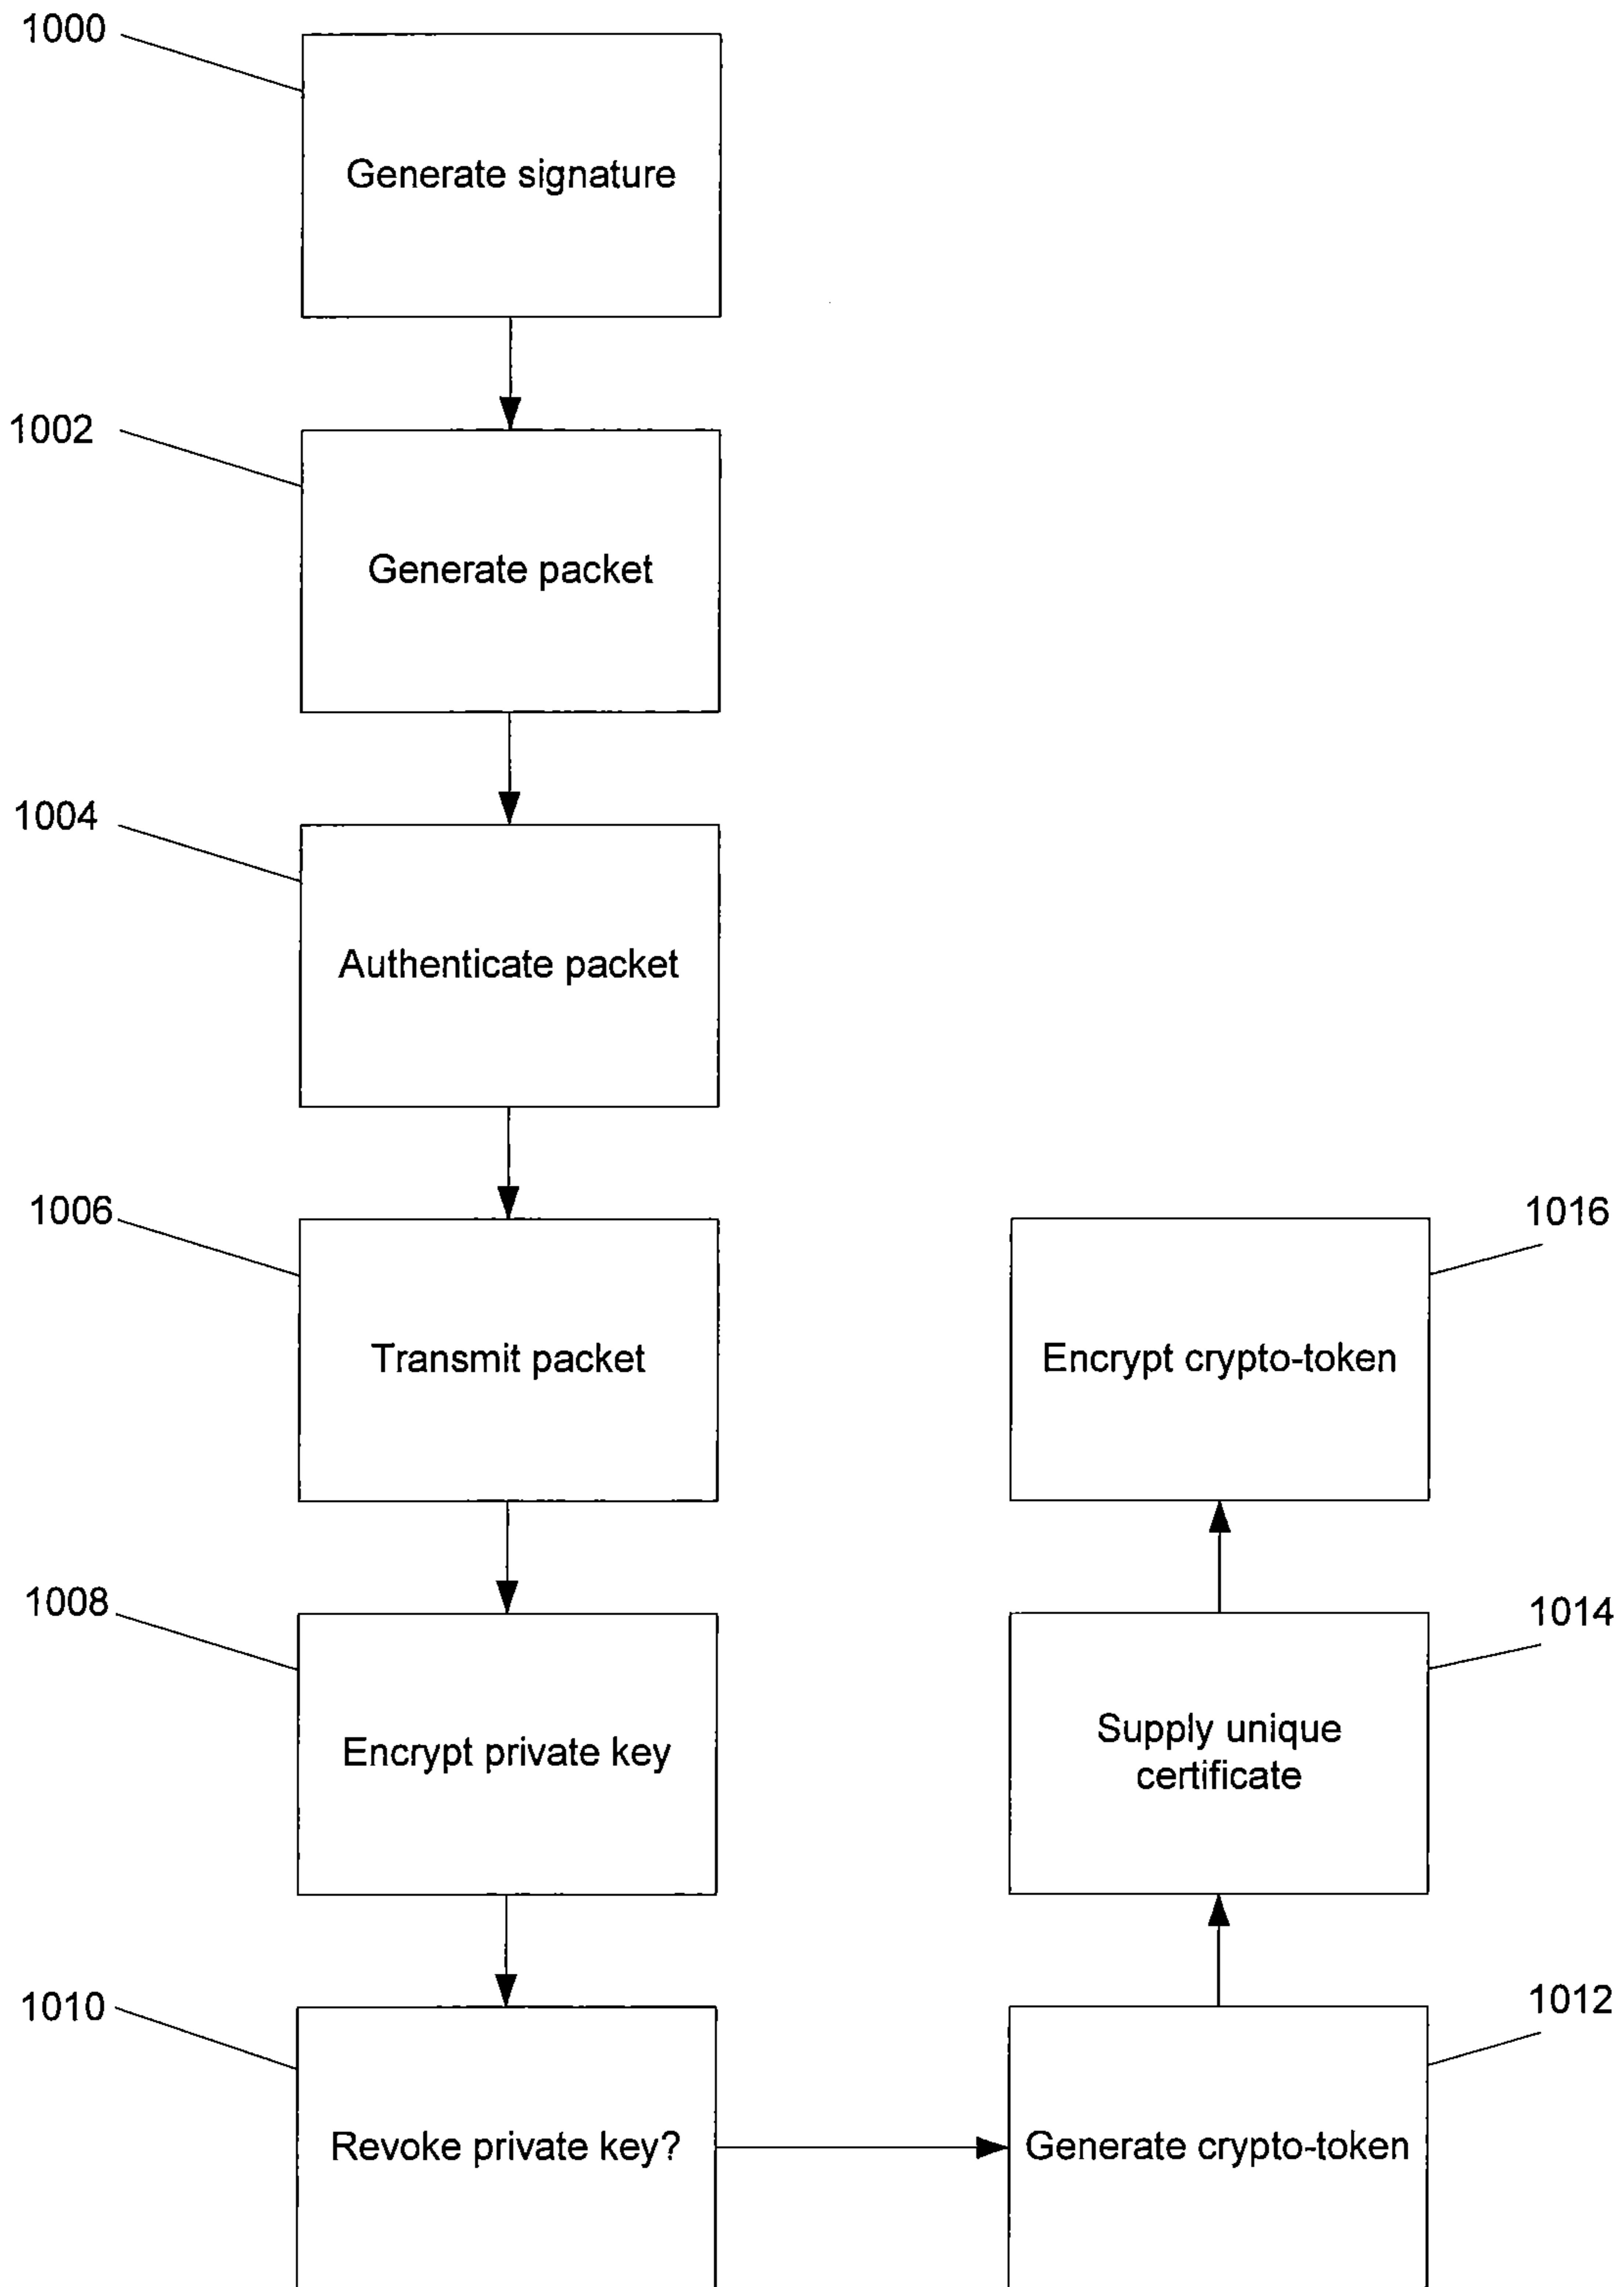 1000
Generate signature
1002
Generate packet
1004
Authenticate packet
1006
Transmit packet
1008
Encrypt private key
1010
Revoke private key?
1012
Generate crypto-token
1014
Supply unique
certificate
1016
Encrypt crypto-token